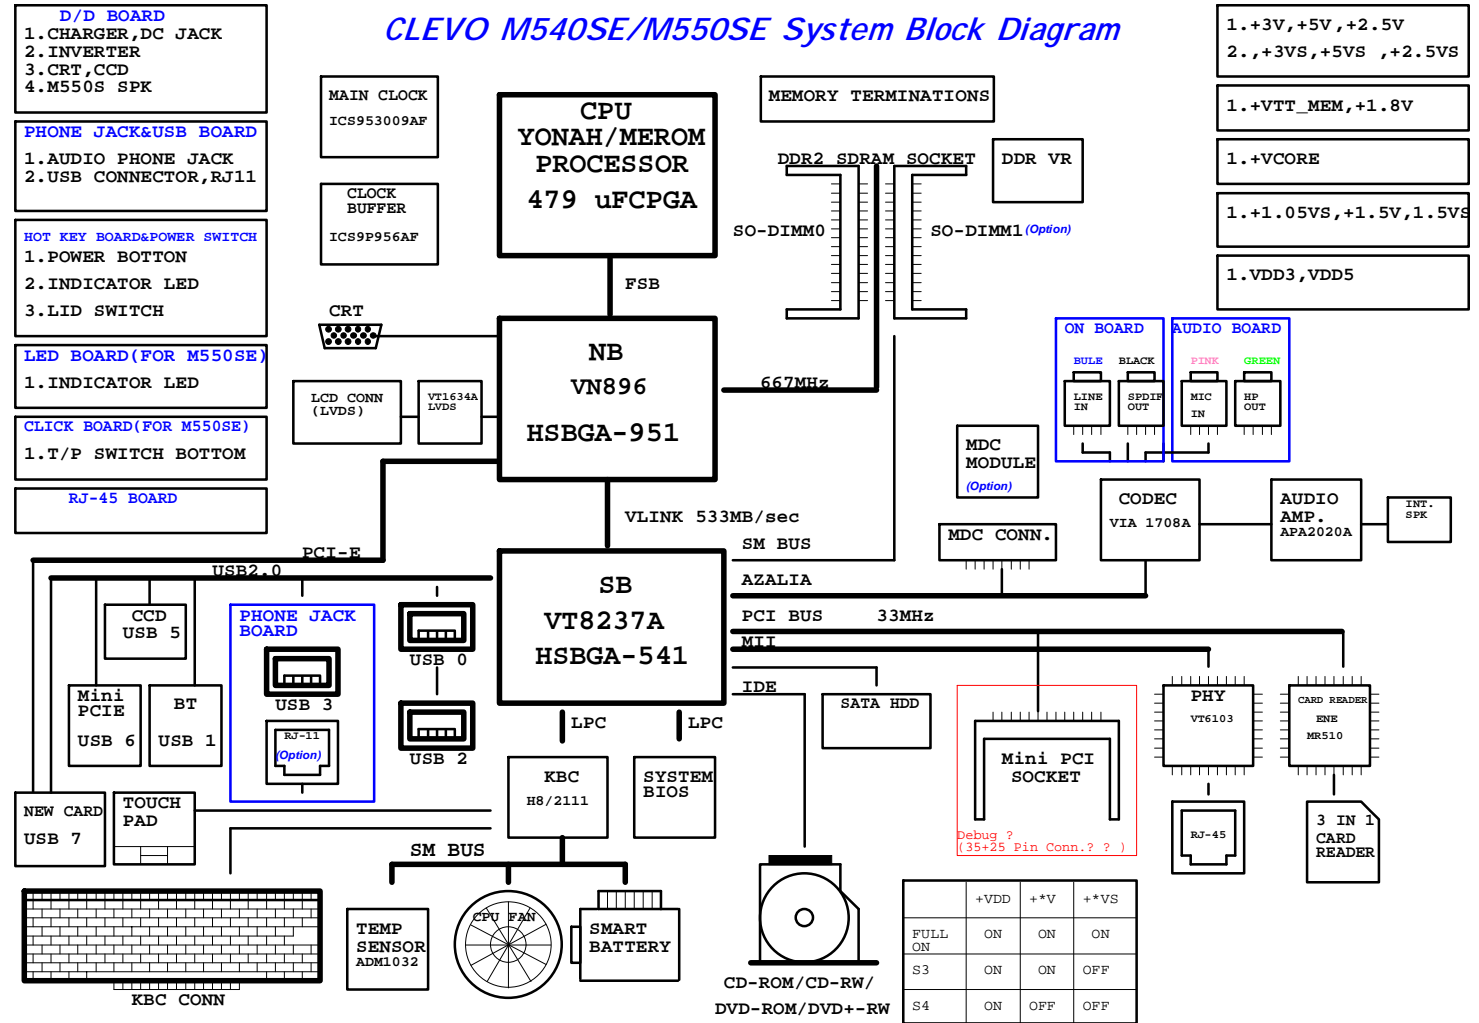 CLEVO M540SE/M550SE System Block Diagram
D/D BOARD
1.CHARGER,DC JACK
2.INVERTER
3.CRT,CCD
4.M550S SPK
PHONE JACK&USB BOARD
1.AUDIO PHONE JACK
2.USB CONNECTOR,RJ11
HOT KEY BOARD&POWER SWITCH
1.POWER BOTTON
2.INDICATOR LED
3.LID SWITCH
LED BOARD(FOR M550SE)
1.INDICATOR LED
CLICK BOARD(FOR M550SE)
1.T/P SWITCH BOTTOM
RJ-45 BOARD
MAIN CLOCK
ICS953009AF
CLOCK
BUFFER
ICS9P956AF
CPU
YONAH/MEROM
PROCESSOR
479 uFCPGA
FSB
MEMORY TERMINATIONS
DDR2 SDRAM SOCKET
DDR VR
SO-DIMM0
SO-DIMM1 (Option)
1.+3V,+5V,+2.5V
2.,+3VS,+5VS ,+2.5VS
1.+VTT_MEM,+1.8V
1.+VCORE
1.+1.05VS,+1.5V,1.5VS
1.VDD3,VDD5
CRT
LCD CONN
(LVDS)
VT1634A
LVDS
NB
VN896
HSBGA-951
667MHz
ON BOARD
BULE
BLACK
LINE
IN
SPDIF
OUT
AUDIO BOARD
PINK
GREEN
MIC
IN
HP
OUT
MDC
MODULE
(Option)
MDC CONN.
CODEC
VIA 1708A
AUDIO
AMP.
APA2020A
INT.
SPK
VLINK 533MB/sec
SM BUS
AZALIA
PCI BUS 33MHz
MII
IDE
PCI-E
USB2.0
SB
VT8237A
HSBGA-541
CCD
USB 5
Mini
PCIE
USB 6
BT
USB 1
PHONE JACK
BOARD
USB 3
RJ-11
(Option)
USB 0
USB 2
LPC
LPC
SATA HDD
Mini PCI
SOCKET
Debug ?
(35+25 Pin Conn.? ? )
PHY
VT6103
CARD READER
ENE
MR510
RJ-45
3 IN 1
CARD
READER
NEW CARD
USB 7
TOUCH
PAD
KBC
H8/2111
SYSTEM
BIOS
SM BUS
KBC CONN
TEMP
SENSOR
ADM1032
CPU FAN
SMART
BATTERY
CD-ROM/CD-RW/
DVD-ROM/DVD+-RW
+VDD +*V +*VS
FULL
ON
ON ON ON
S3 ON ON OFF
S4 ON OFF OFF